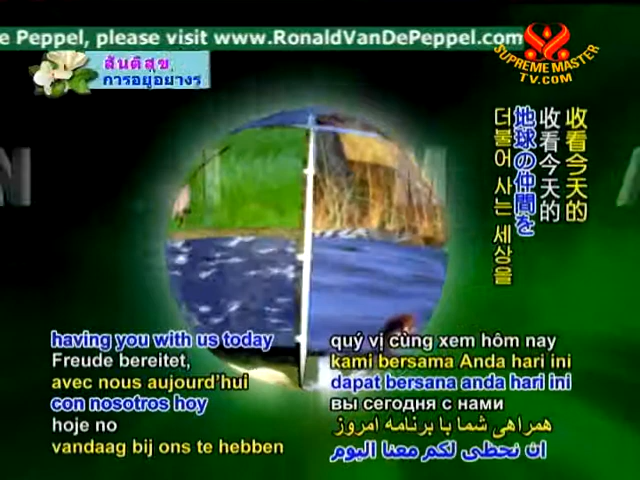 e Peppel, please visit www.RonaldVanDePeppel.com
SUPREME MASTER
TV.COM
สันติสุข
การอยู่อย่างร
收看今天的
收看今天的
地球の仲間を
더불어 사는 세상을
having you with us today
Freude bereitet,
avec nous aujourd'hui
con nosotros hoy
hoje no
vandaag bij ons te hebben
quý vị cùng xem hôm nay
kami bersama Anda hari ini
dapat bersana anda hari ini
вы сегодня с нами
همراهی شما با برنامه امروز
ان نحظى لكم معنا اليوم